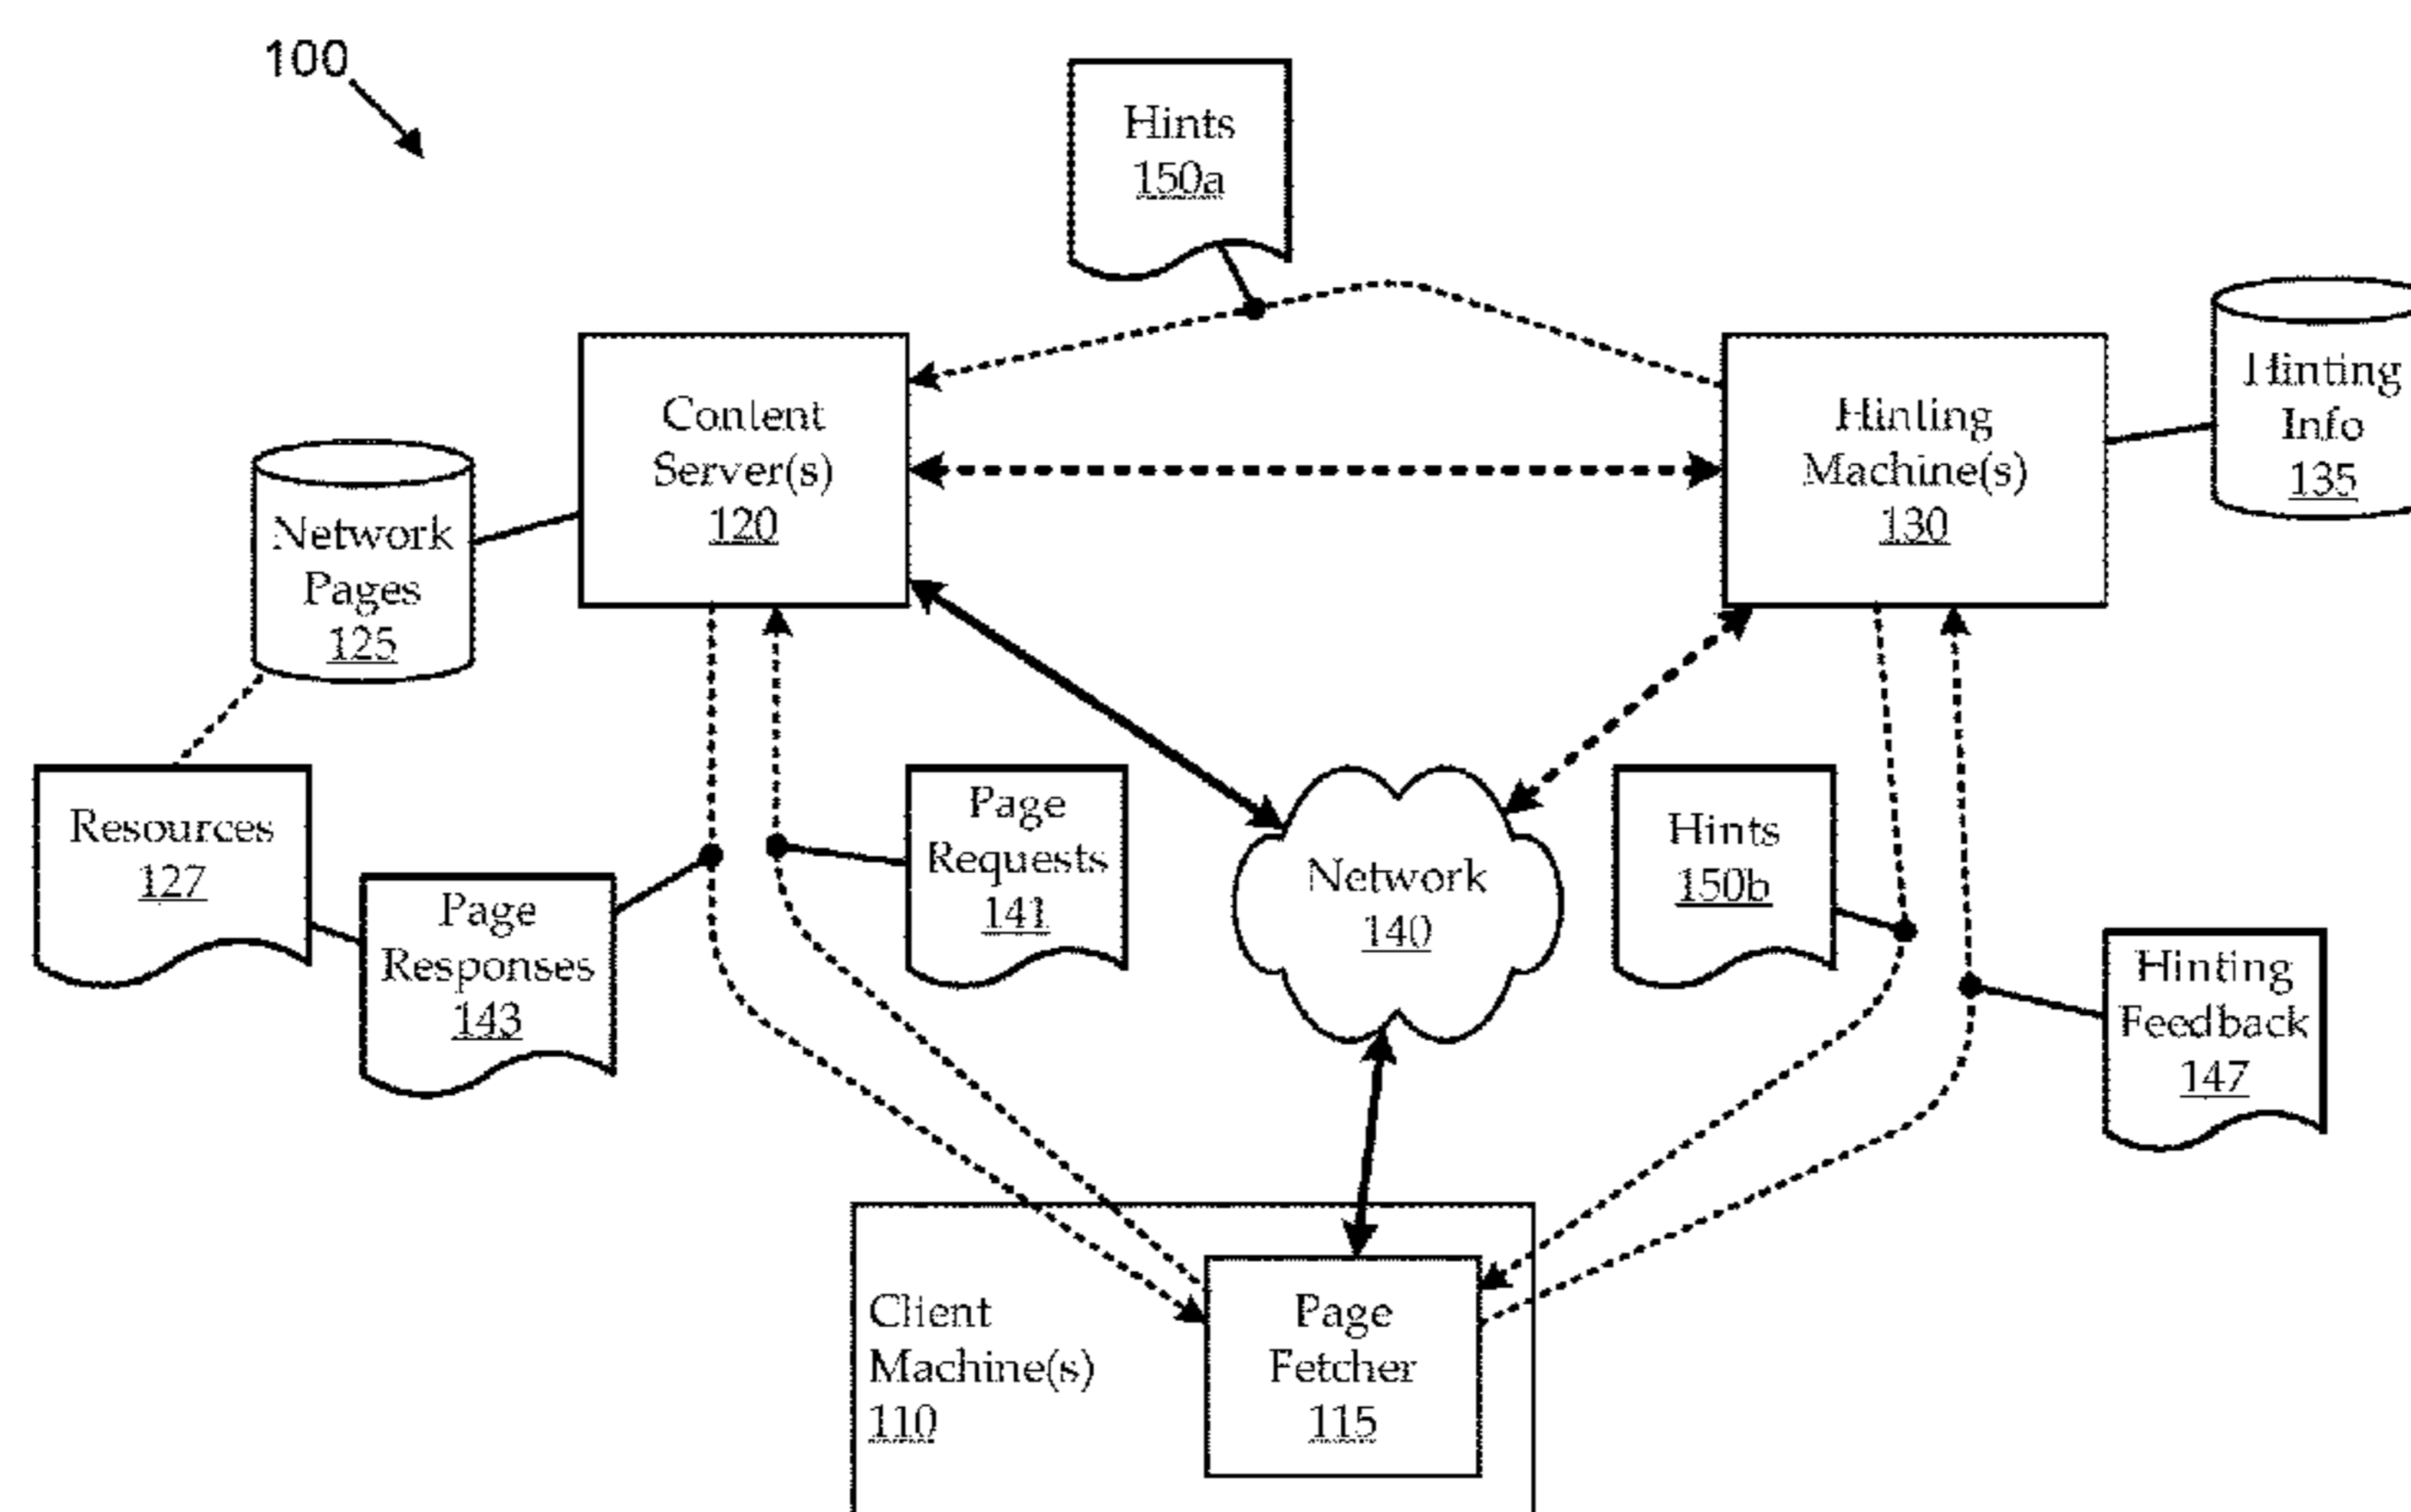 100
Hints
150a
Content
Server(s)
120
Hinting
Machine(s)
130
Hinting
Info
135
Network
Pages
125
Resources
127
Page
Responses
143
Page
Requests
141
Network
140
Hints
150b
Hinting
Feedback
147
Client
Machine(s)
110
Page
Fetcher
115